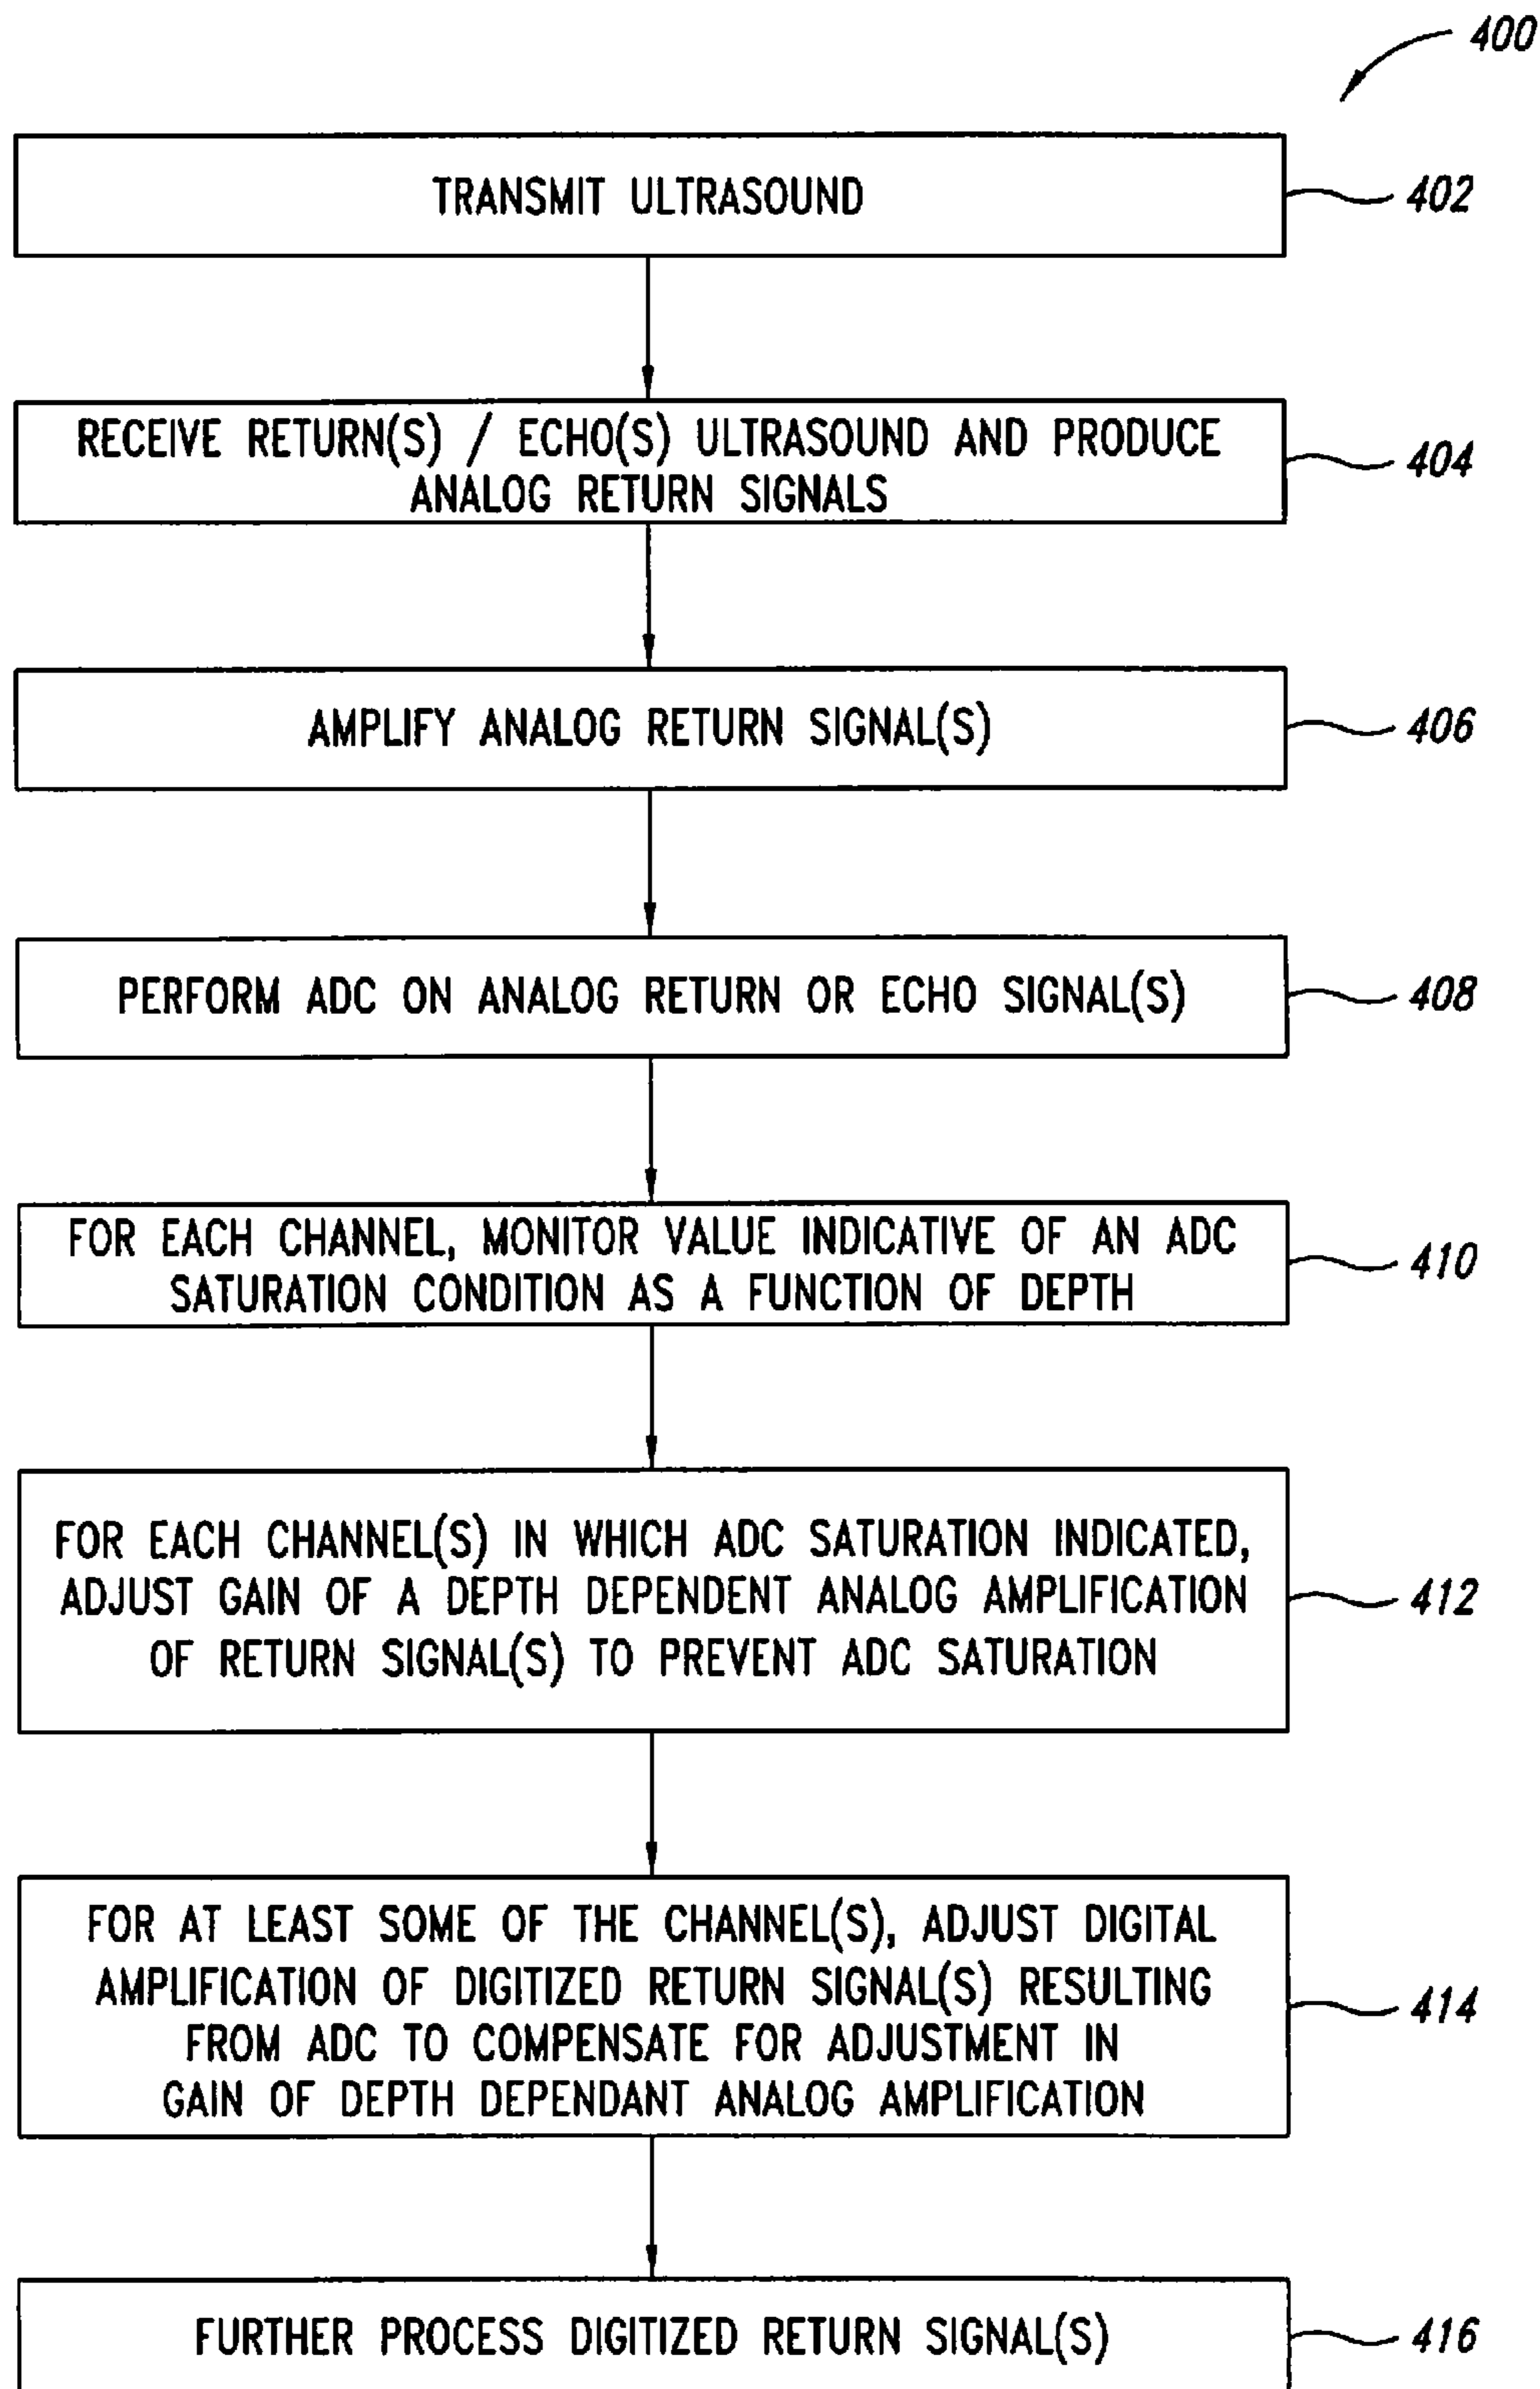 400
TRANSMIT ULTRASOUND
402
RECEIVE RETURN(S) / ECHO(S) ULTRASOUND AND PRODUCE
ANALOG RETURN SIGNALS
404
AMPLIFY ANALOG RETURN SIGNAL(S)
406
PERFORM ADC ON ANALOG RETURN OR ECHO SIGNAL(S)
408
FOR EACH CHANNEL, MONITOR VALUE INDICATIVE OF AN ADC
SATURATION CONDITION AS A FUNCTION OF DEPTH
410
FOR EACH CHANNEL(S) IN WHICH ADC SATURATION INDICATED,
ADJUST GAIN OF A DEPTH DEPENDENT ANALOG AMPLIFICATION
OF RETURN SIGNAL(S) TO PREVENT ADC SATURATION
412
FOR AT LEAST SOME OF THE CHANNEL(S), ADJUST DIGITAL
AMPLIFICATION OF DIGITIZED RETURN SIGNAL(S) RESULTING
FROM ADC TO COMPENSATE FOR ADJUSTMENT IN
GAIN OF DEPTH DEPENDANT ANALOG AMPLIFICATION
414
FURTHER PROCESS DIGITIZED RETURN SIGNAL(S)
416